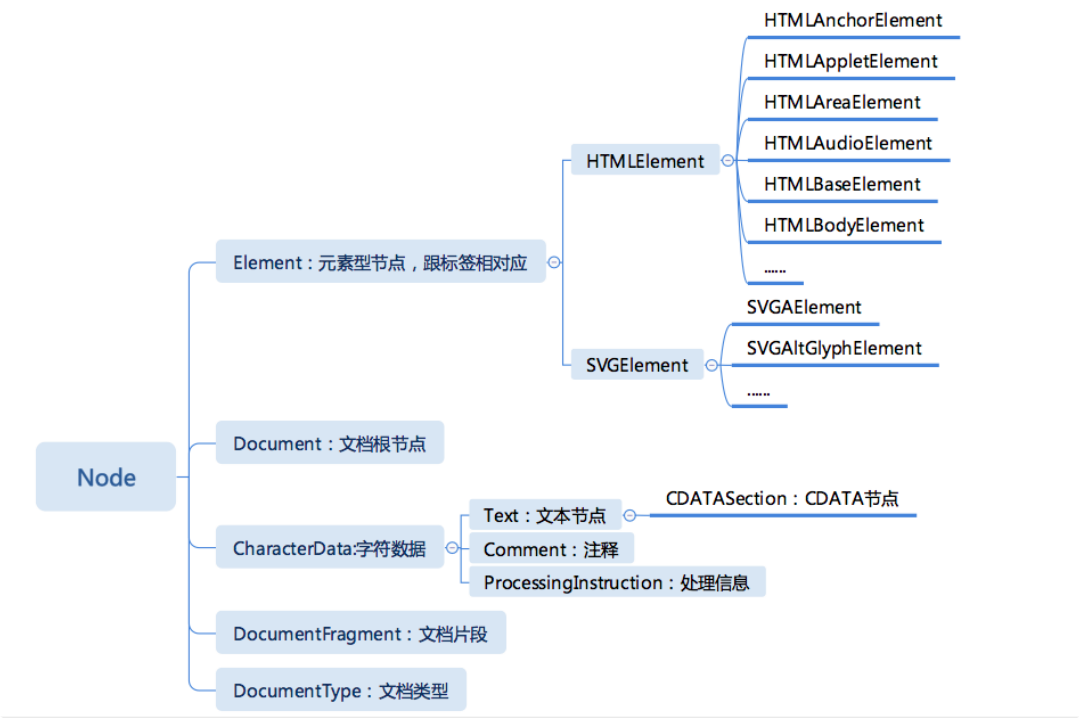 Node
Element：元素型节点，跟标签相对应
HTMLElement
HTMLAnchorElement
HTMLAppletElement
HTMLAreaElement
HTMLAudioElement
HTMLBaseElement
HTMLBodyElement
......
SVGElement
SVGAElement
SVGAltGlyphElement
......
Document：文档根节点
CharacterData:字符数据
Text：文本节点
CDATASection：CDATA节点
Comment：注释
ProcessingInstruction：处理信息
DocumentFragment：文档片段
DocumentType：文档类型